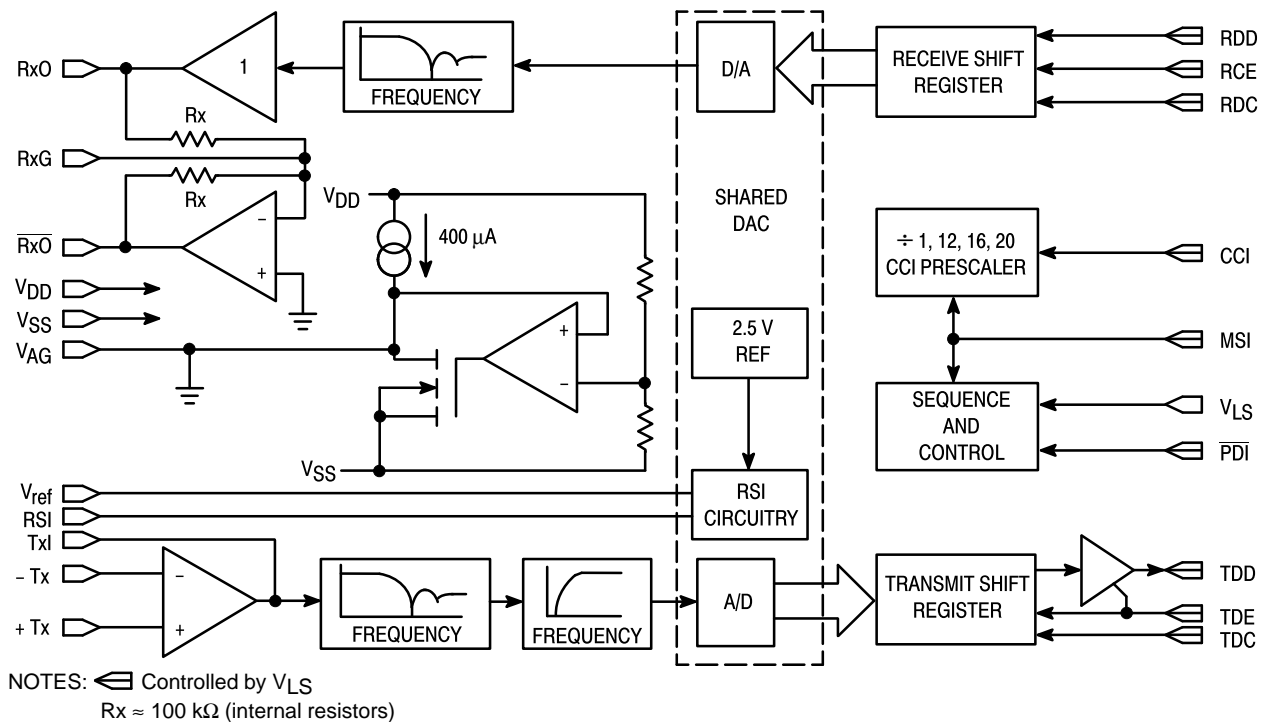 RxO
1
FREQUENCY
D/A
RECEIVE SHIFT
REGISTER
RDD
RCE
RDC
Rx
RxG
Rx
RxO
–
+
VDD
VSS
VAG
VDD
400 µA
+
–
VSS
SHARED
DAC
2.5 V
REF
RSI
CIRCUITRY
÷ 1, 12, 16, 20
CCI PRESCALER
CCI
MSI
SEQUENCE
AND
CONTROL
VLS
PDI
Vref
RSI
TxI
– Tx
+ Tx
–
+
FREQUENCY
FREQUENCY
A/D
TRANSMIT SHIFT
REGISTER
TDD
TDE
TDC
NOTES: Controlled by VLS
Rx ≈ 100 kΩ (internal resistors)